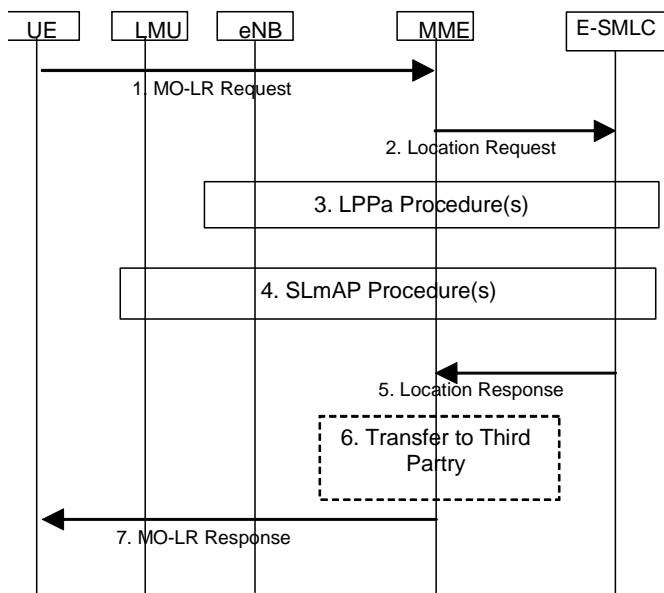 UE
LMU
eNB
MME
E-SMLC
1. MO-LR Request
2. Location Request
3. LPPa Procedure(s)
4. SLmAP Procedure(s)
5. Location Response
6. Transfer to Third
Partry
7. MO-LR Response